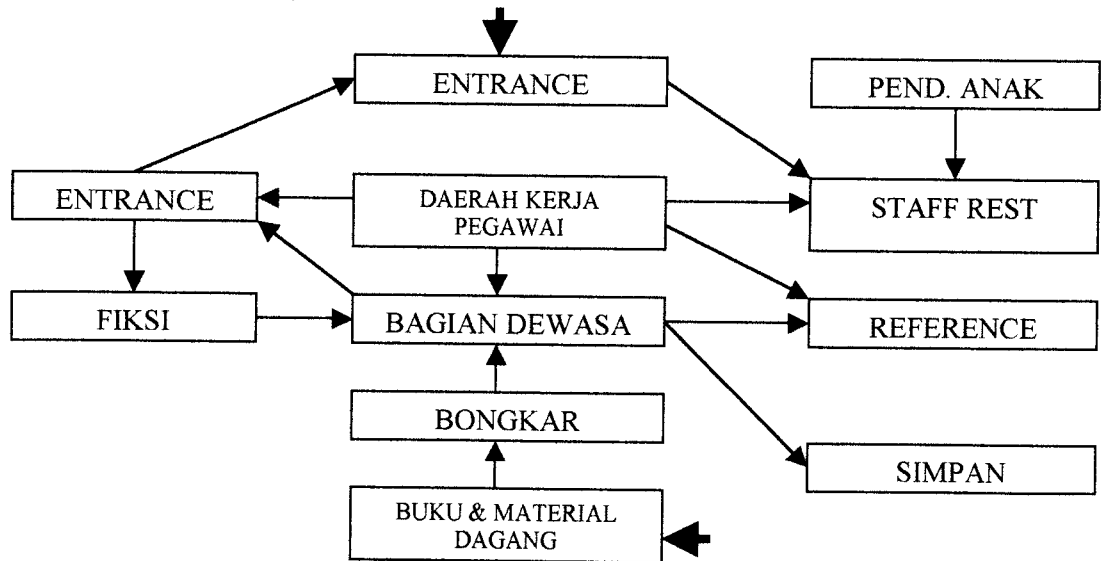 ENTRANCE
PEND. ANAK
ENTRANCE
DAERAH KERJA
PEGAWAI
STAFF REST
FIKSI
BAGIAN DEWASA
REFERENCE
BONGKAR
SIMPAN
BUKU & MATERIAL
DAGANG